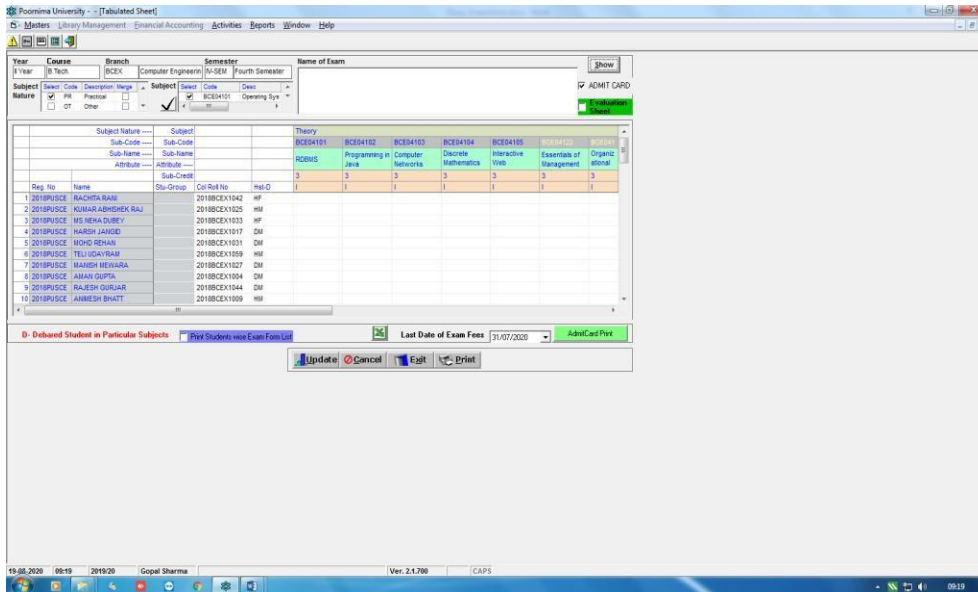 Poornima University - - [Tabulated Sheet]
Masters Library Management Financial Accounting Activities Reports Window Help
Year Course Branch Semester Name of Exam
II Year B.Tech. BCEX Computer Engineerin IV-SEM Fourth Semester
Show
Subject Nature
Select Code Description Merge
PR Practical
OT Other
Subject
Select Code Desc
BCE04101 Operating Sys
ADMIT CARD
Evaluation Sheet
Subject Nature ---- Subject Theory
Sub-Code ---- Sub-Code BCE04101 BCE04102 BCE04103 BCE04104 BCE04105
Sub-Name ---- Sub-Name RDBMS Programming in Java Computer Networks Discrete Mathematics Interactive Web Essentials of Management Organiz ational
Attribute ---- Attribute ----
Sub-Credit 3 3 3 3 3 3 3
Reg. No Name Stu-Group Col Roll No Hst-D I I I I I I I
1 2018PUSCE RACHITA RANI 2018BCEX1042 HF
2 2018PUSCE KUMAR ABHISHEK RAJ 2018BCEX1025 HM
3 2018PUSCE MS.NEHA DUBEY 2018BCEX1033 HF
4 2018PUSCE HARSH JANGID 2018BCEX1017 DM
5 2018PUSCE MOHD REHAN 2018BCEX1031 DM
6 2018PUSCE TELI UDAYRAM 2018BCEX1059 HM
7 2018PUSCE MANISH MEWARA 2018BCEX1027 DM
8 2018PUSCE AMAN GUPTA 2018BCEX1004 DM
9 2018PUSCE RAJESH GURJAR 2018BCEX1044 DM
10 2018PUSCE ANIMESH BHATT 2018BCEX1009 HM
D- Debared Student in Particular Subjects Print Students wise Exam Form List Last Date of Exam Fees 31/07/2020 AdmitCard Print
Update Cancel Exit Print
19-08-2020 09:19 2019/20 Gopal Sharma Ver. 2.1.700 CAPS
09:19